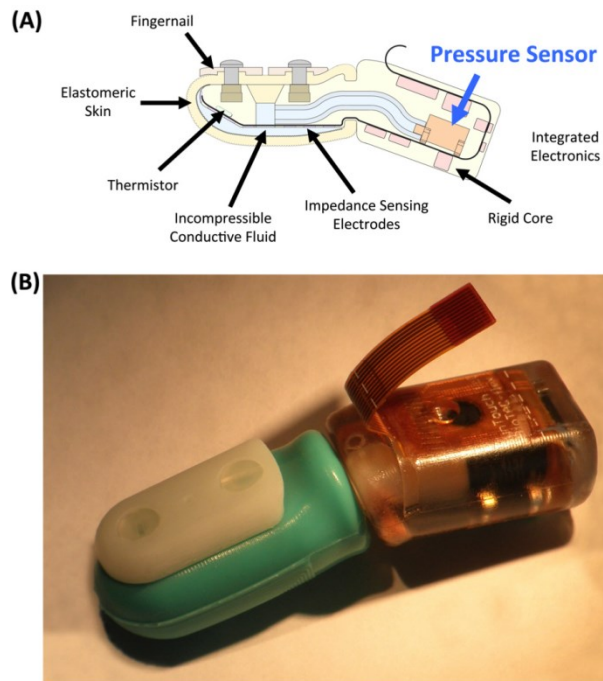 (A)
Fingernail
Pressure Sensor
Elastomeric
Skin
Thermistor
Incompressible
Conductive Fluid
Impedance Sensing
Electrodes
Integrated
Electronics
Rigid Core
(B)